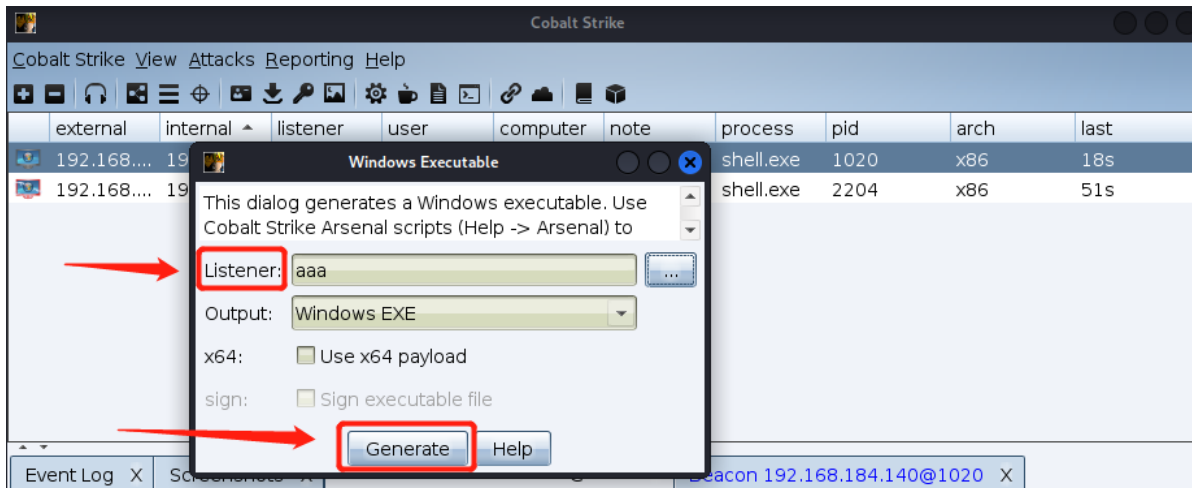 Cobalt Strike
Cobalt Strike View Attacks Reporting Help
external internal listener user computer note process pid arch last
192.168.... 19 shell.exe 1020 x86 18s
192.168.... 19 shell.exe 2204 x86 51s
Windows Executable
This dialog generates a Windows executable. Use
Cobalt Strike Arsenal scripts (Help -> Arsenal) to
Listener: aaa ...
Output: Windows EXE
x64: Use x64 payload
sign: Sign executable file
Generate Help
Event Log X Screenshots X Beacon 192.168.184.140@1020 X